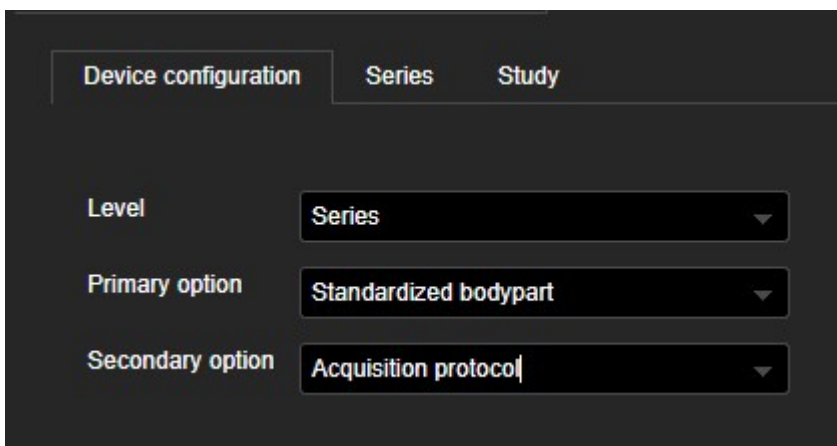 Device configuration Series Study
Level Series
Primary option Standardized bodypart
Secondary option Acquisition protocol